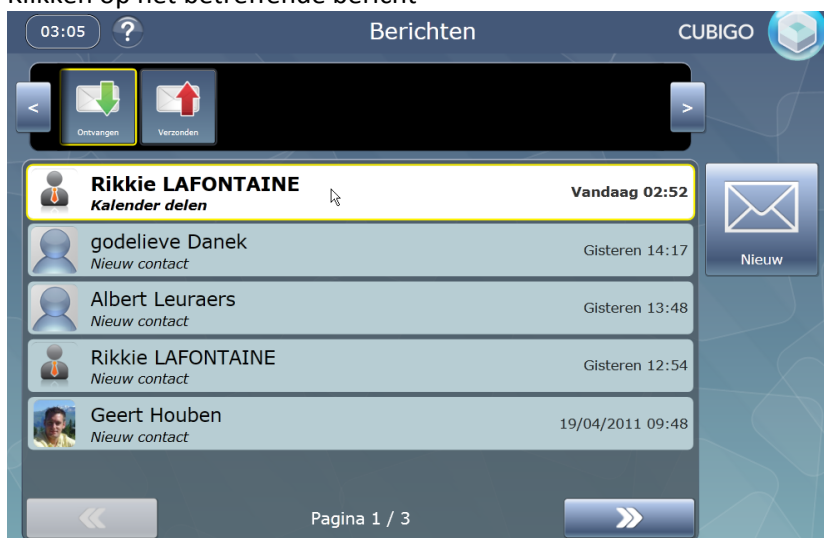 Klikken op het betreffende bericht
03:05 ? Berichten CUBIGO
< Ontvangen Verzonden >
Rikkie LAFONTAINE Vandaag 02:52
Kalender delen
godelieve Danek Gisteren 14:17
Nieuw contact
Nieuw
Albert Leuraers Gisteren 13:48
Nieuw contact
Rikkie LAFONTAINE Gisteren 12:54
Nieuw contact
Geert Houben 19/04/2011 09:48
Nieuw contact
Pagina 1 / 3